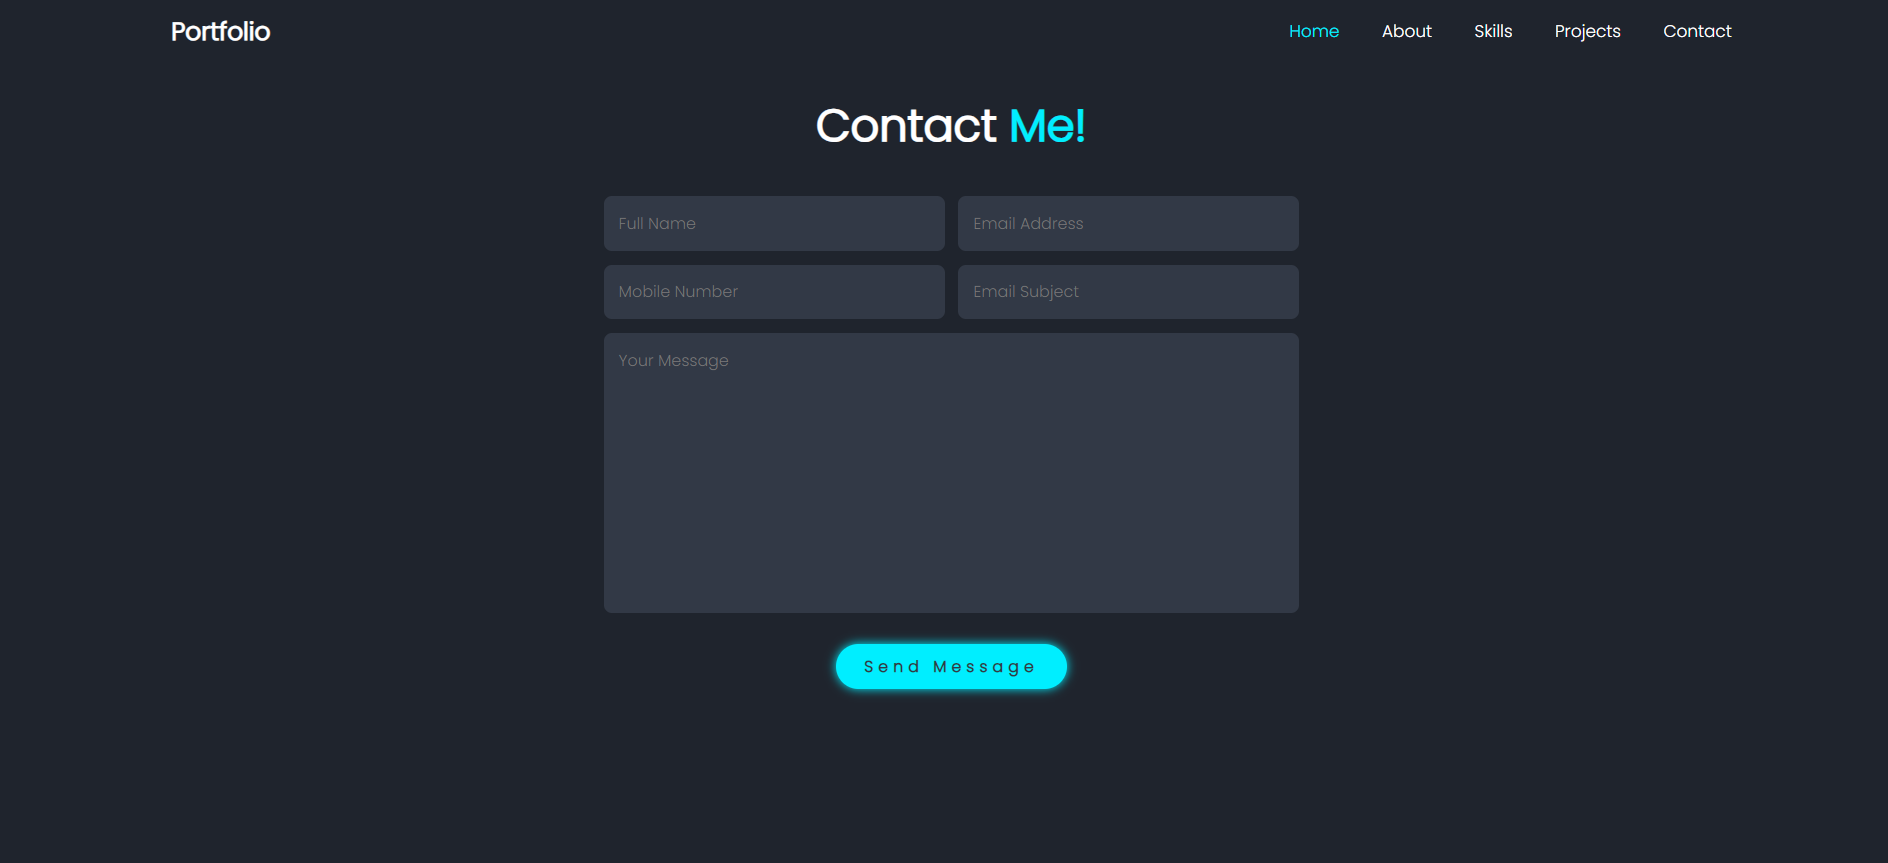 Portfolio Home About Skills Projects Contact
Contact Me!
Full Name Email Address
Mobile Number Email Subject
Your Message
Send Message